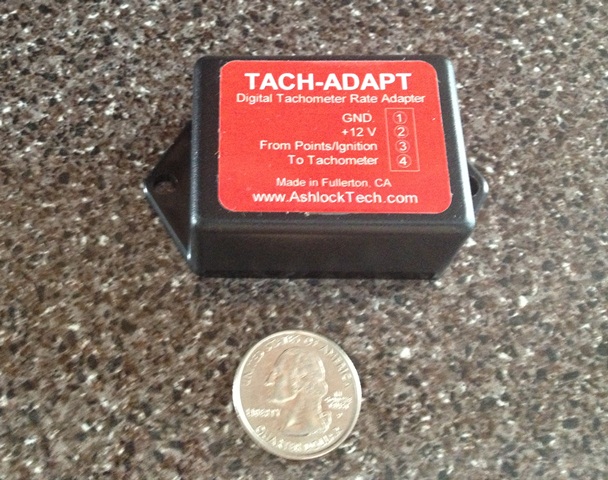 TACH-ADAPT
Digital Tachometer Rate Adapter
GND 1
+12 V 2
From Points/Ignition 3
To Tachometer 4
Made in Fullerton, CA
www.AshlockTech.com
LIBERTY